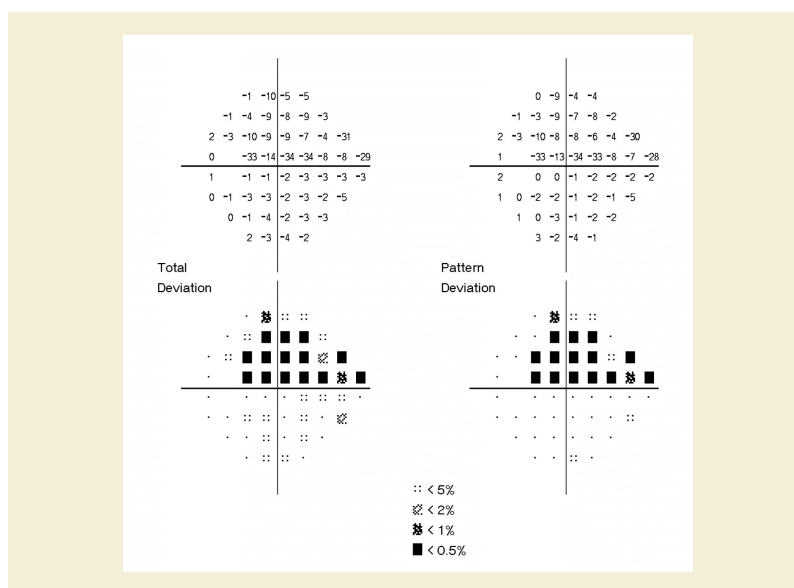 -1 -10 -5 -5 0 -9 -4 -4
-1 -4 -9 -8 -9 -3 -1 -3 -9 -7 -8 -2
2 -3 -10 -9 -9 -7 -4 -31 2 -3 -10 -8 -8 -6 -4 -30
0 -33 -14 -34 -34 -8 -8 -29 1 -33 -13 -34 -33 -8 -7 -28
1 -1 -1 -2 -3 -3 -3 -3 2 0 0 -1 -2 -2 -2 -2
0 -1 -3 -3 -2 -3 -2 -5 1 0 -2 -2 -1 -2 -1 -5
0 -1 -4 -2 -3 -3 1 0 -3 -1 -2 -2
2 -3 -4 -2 3 -2 -4 -1
Total Pattern
Deviation Deviation
< 5%
< 2%
< 1%
< 0.5%